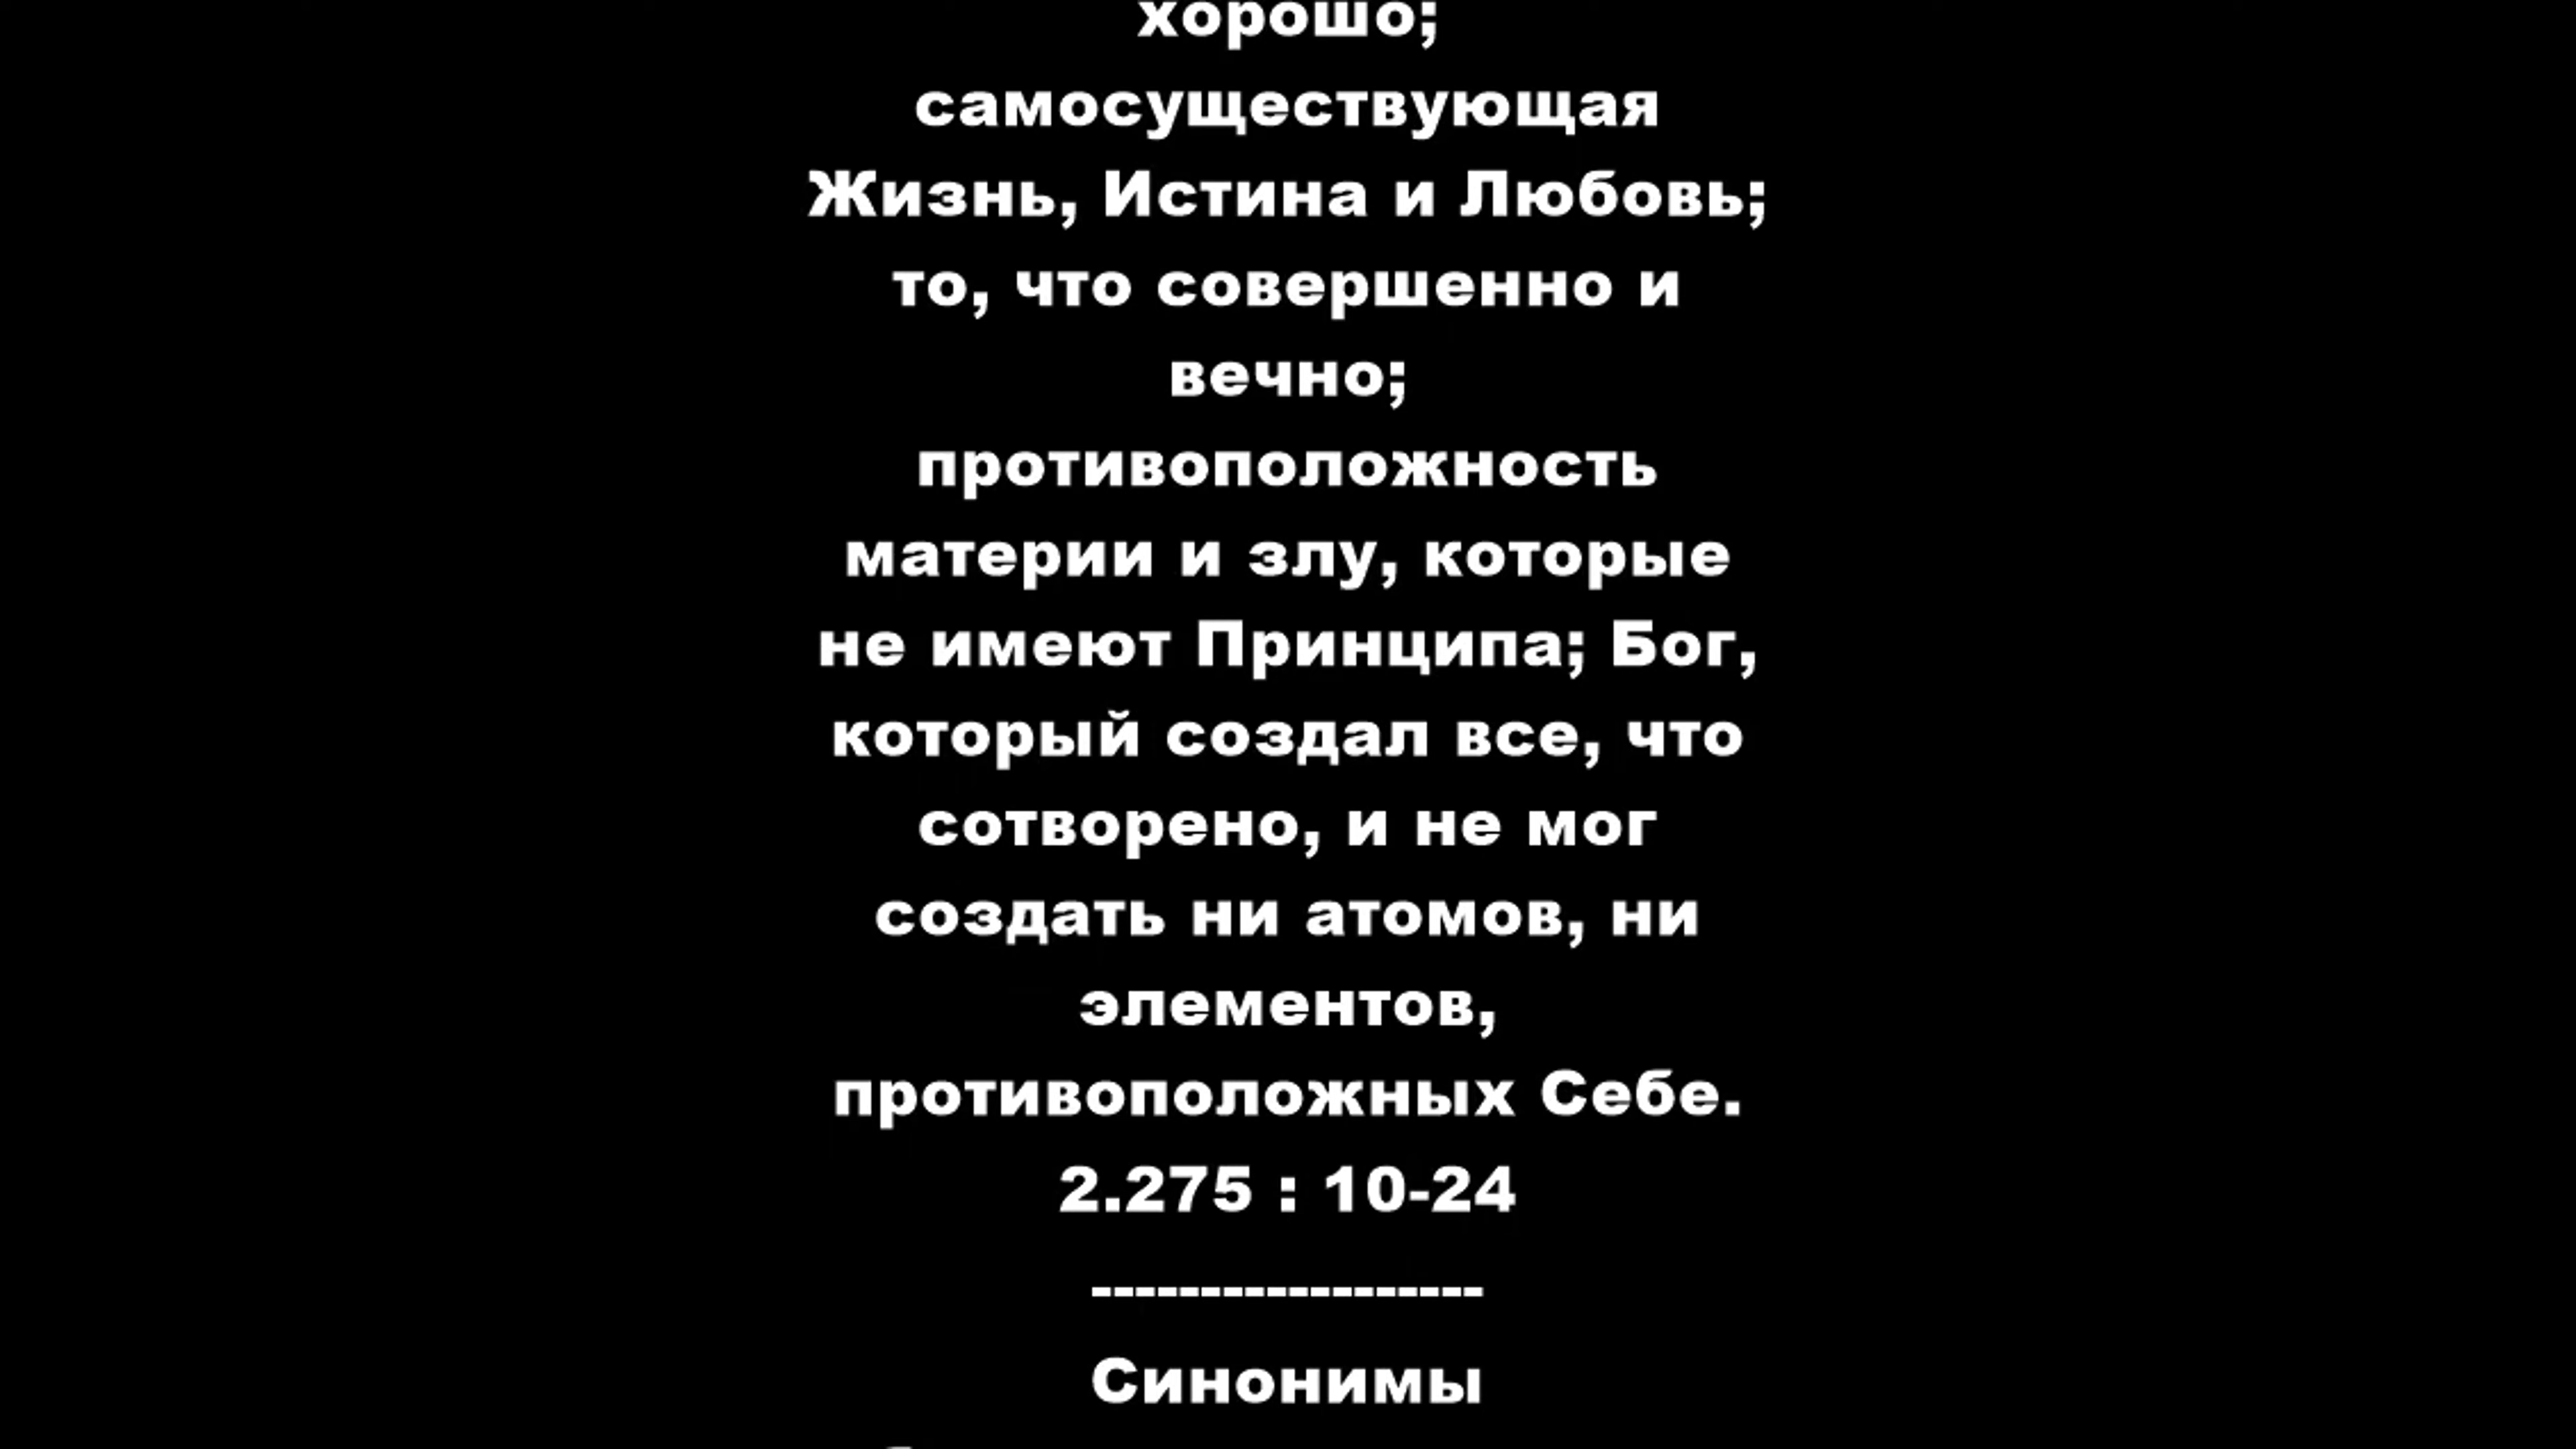 хорошо;
самосуществующая
Жизнь, Истина и Любовь;
то, что совершенно и
вечно;
противоположность
материи и злу, которые
не имеют Принципа; Бог,
который создал все, что
сотворено, и не мог
создать ни атомов, ни
элементов,
противоположных Себе.
2.275 : 10-24
------------------
Синонимы